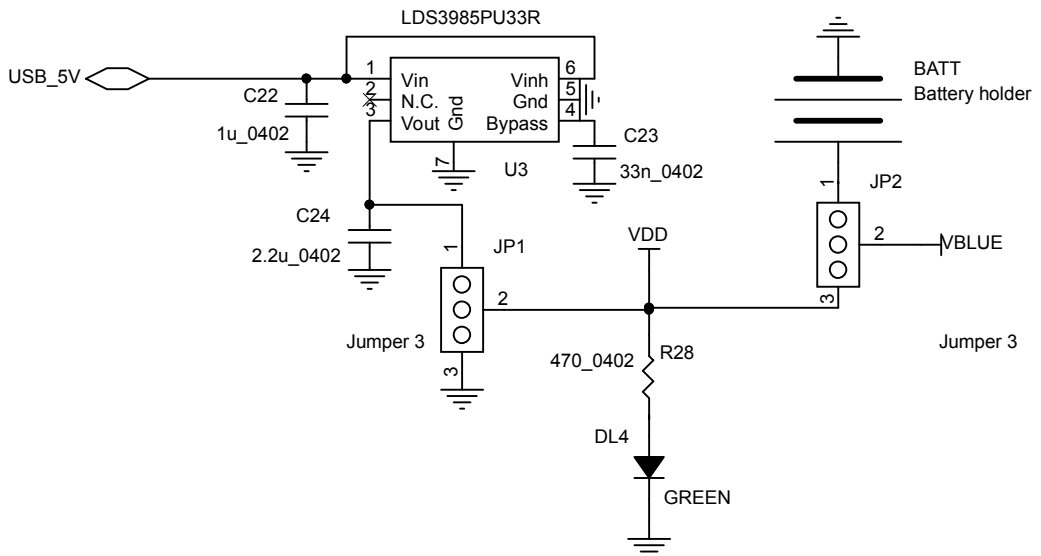 LDS3985PU33R
USB_5V
1
2
3
Vin
N.C.
Vout
Gnd
Vinh
Gnd
Bypass
6
5
4
7
U3
C22
1u_0402
C23
33n_0402
BATT
Battery holder
C24
2.2u_0402
1
JP1
2
3
Jumper 3
VDD
1
JP2
2
VBLUE
3
Jumper 3
470_0402
R28
DL4
GREEN